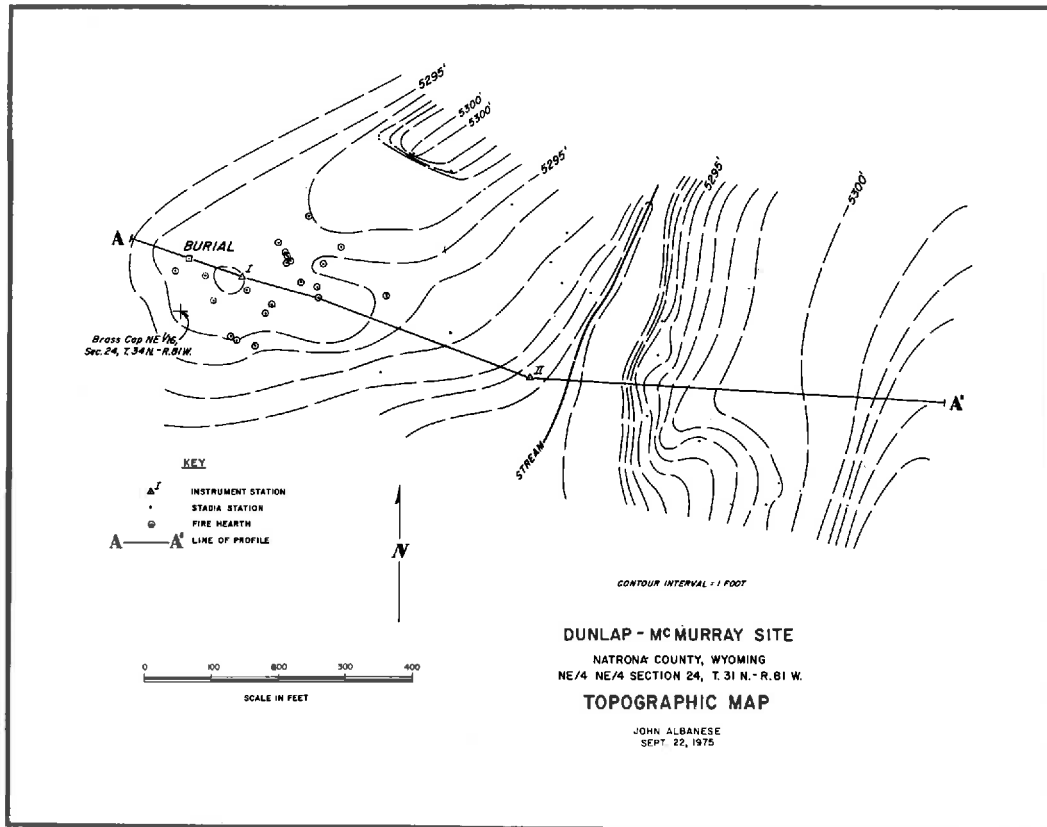 5295'
5300'
5300'
5295'
5295'
5300'
A
BURIAL
I
Brass Cap NE 1/16,
Sec. 24, T. 34 N. - R. 81 W.
II
A'
STREAM
KEY
I INSTRUMENT STATION
STADIA STATION
FIRE HEARTH
A A' LINE OF PROFILE
N
CONTOUR INTERVAL = 1 FOOT
0 100 200 300 400
SCALE IN FEET
DUNLAP - McMURRAY SITE
NATRONA COUNTY, WYOMING
NE/4 NE/4 SECTION 24, T. 31 N. - R. 81 W.
TOPOGRAPHIC MAP
JOHN ALBANESE
SEPT. 22, 1975